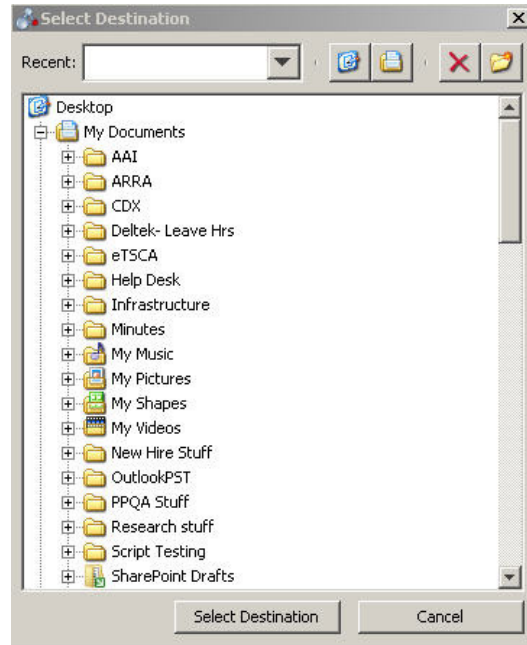 Select Destination
Recent:
Desktop
My Documents
AAI
ARRA
CDX
Deltek- Leave Hrs
eTSCA
Help Desk
Infrastructure
Minutes
My Music
My Pictures
My Shapes
My Videos
New Hire Stuff
OutlookPST
PPQA Stuff
Research stuff
Script Testing
SharePoint Drafts
Select Destination Cancel